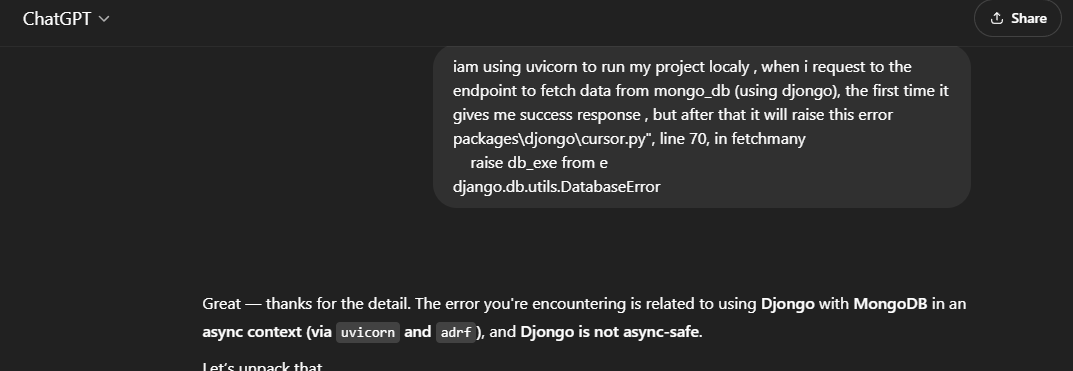 ChatGPT
Share
iam using uvicorn to run my project localy , when i request to the
endpoint to fetch data from mongo_db (using djongo), the first time it
gives me success response , but after that it will raise this error
packages\djongo\cursor.py", line 70, in fetchmany
    raise db_exe from e
django.db.utils.DatabaseError
Great — thanks for the detail. The error you're encountering is related to using Djongo with MongoDB in an
async context (via uvicorn and adrf), and Djongo is not async-safe.
Let's unpack that